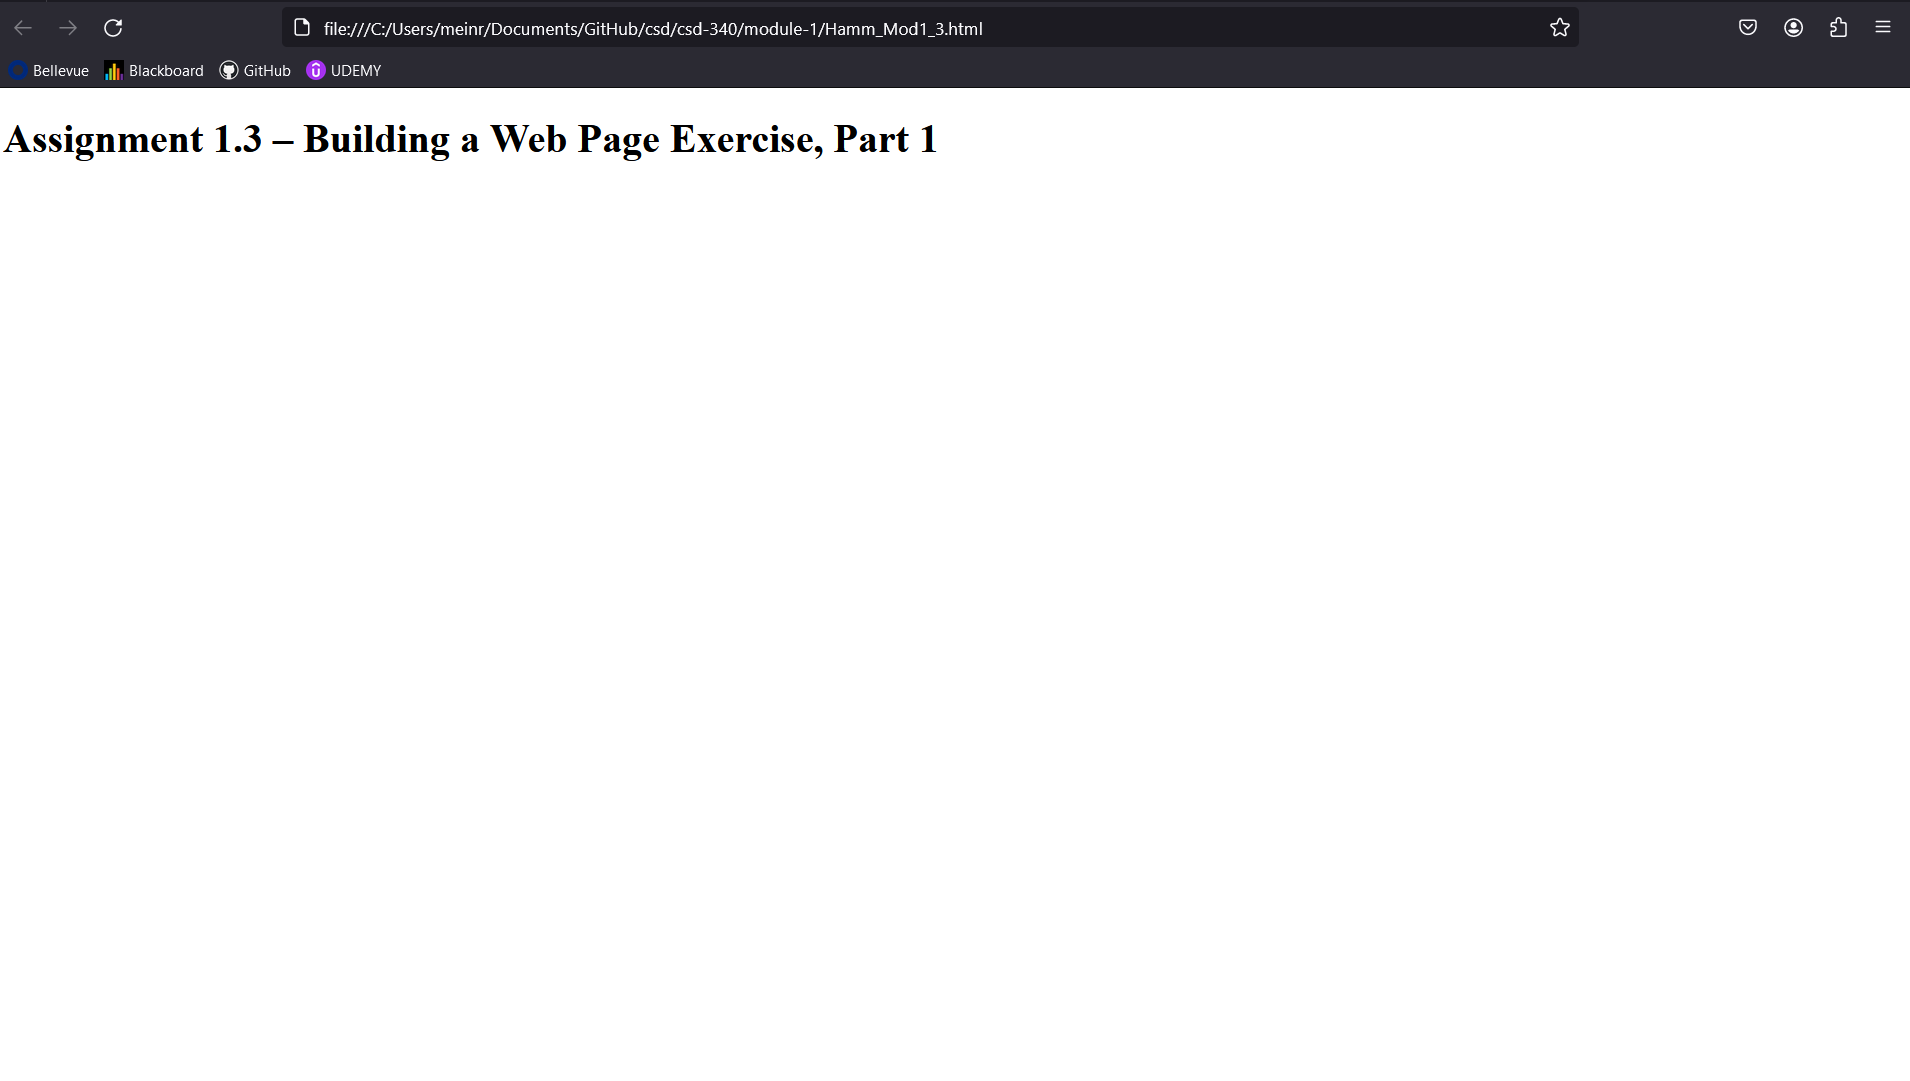 file:///C:/Users/meinr/Documents/GitHub/csd/csd-340/module-1/Hamm_Mod1_3.html
Bellevue Blackboard GitHub UDEMY
Assignment 1.3 – Building a Web Page Exercise, Part 1